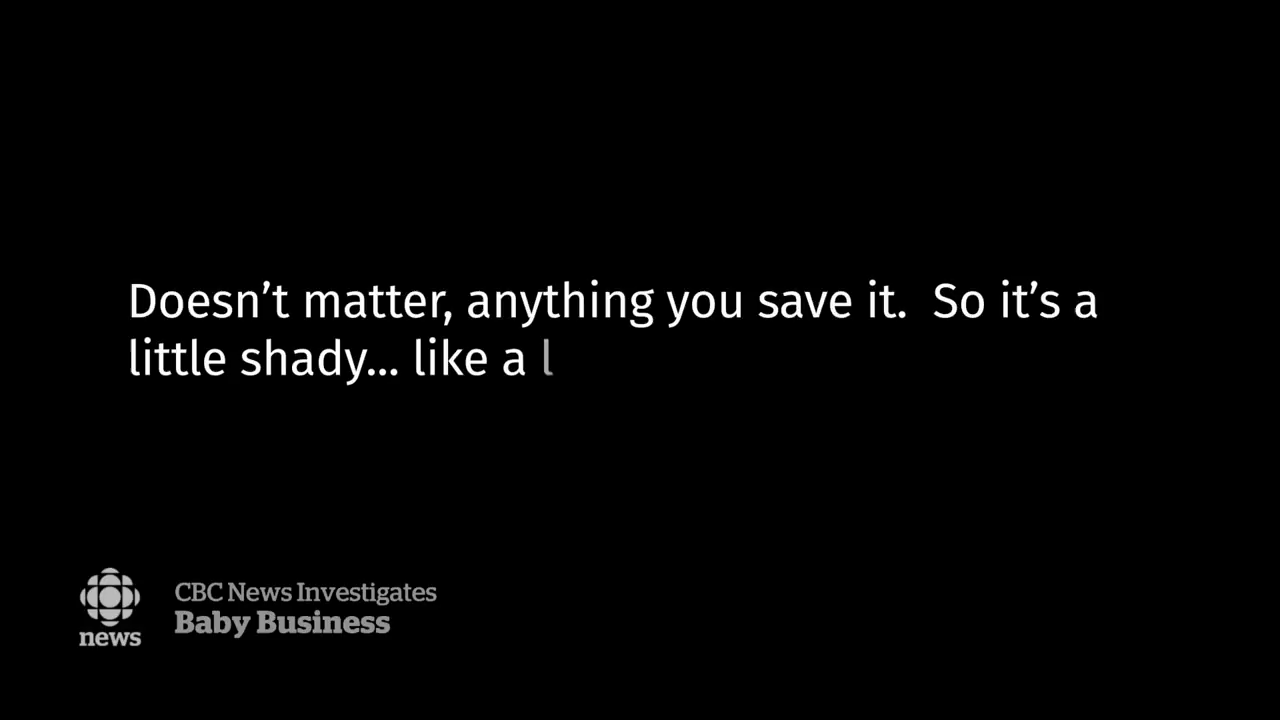 Doesn’t matter, anything you save it.  So it’s a
little shady... like a l
CBC News Investigates
Baby Business
news